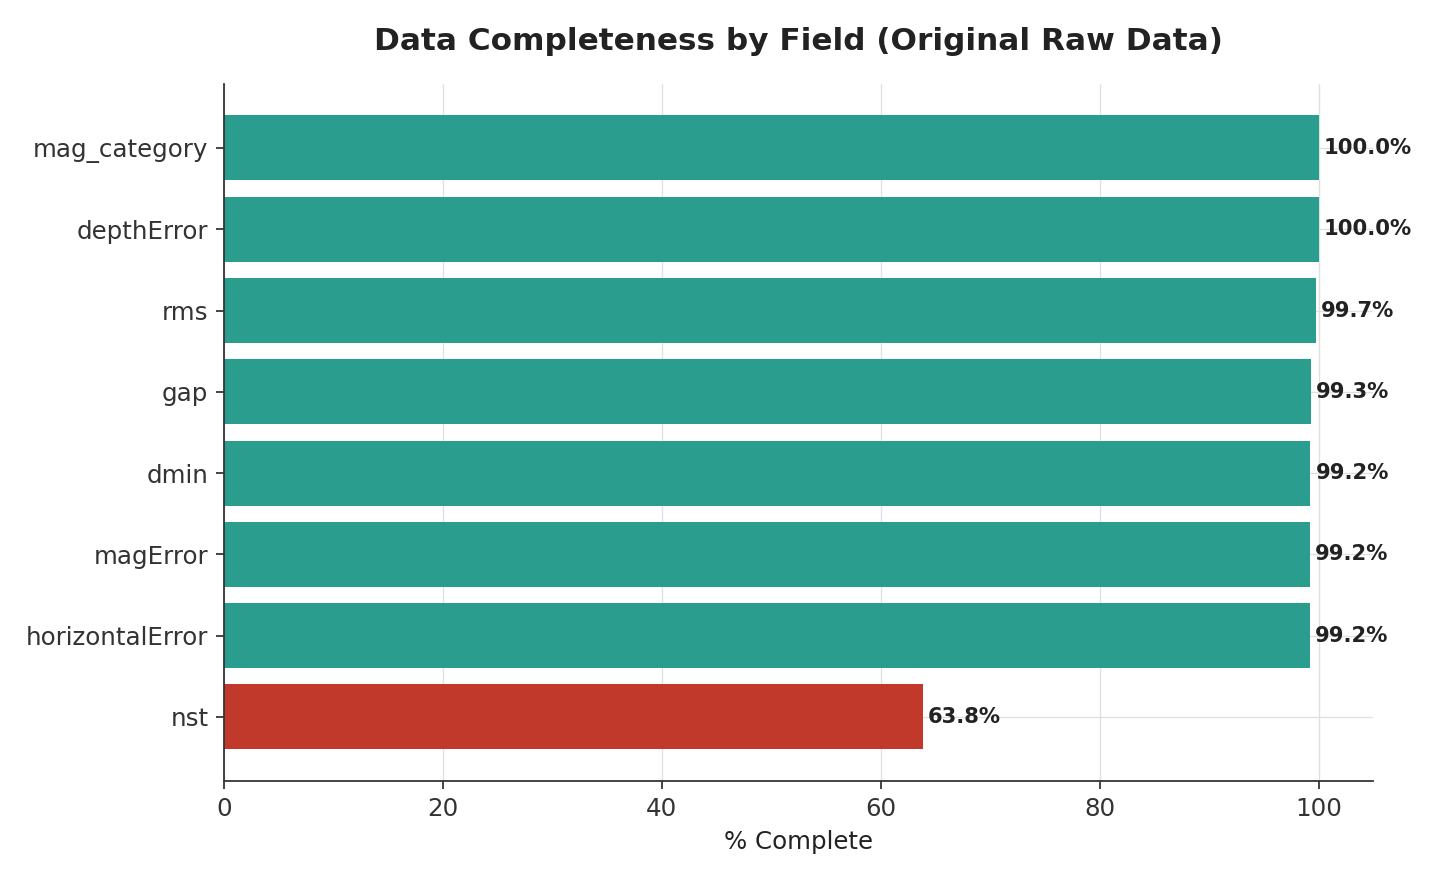 Data Completeness by Field (Original Raw Data)
mag_category 100.0%
depthError 100.0%
rms 99.7%
gap 99.3%
dmin 99.2%
magError 99.2%
horizontalError 99.2%
nst 63.8%
0 20 40 60 80 100
% Complete